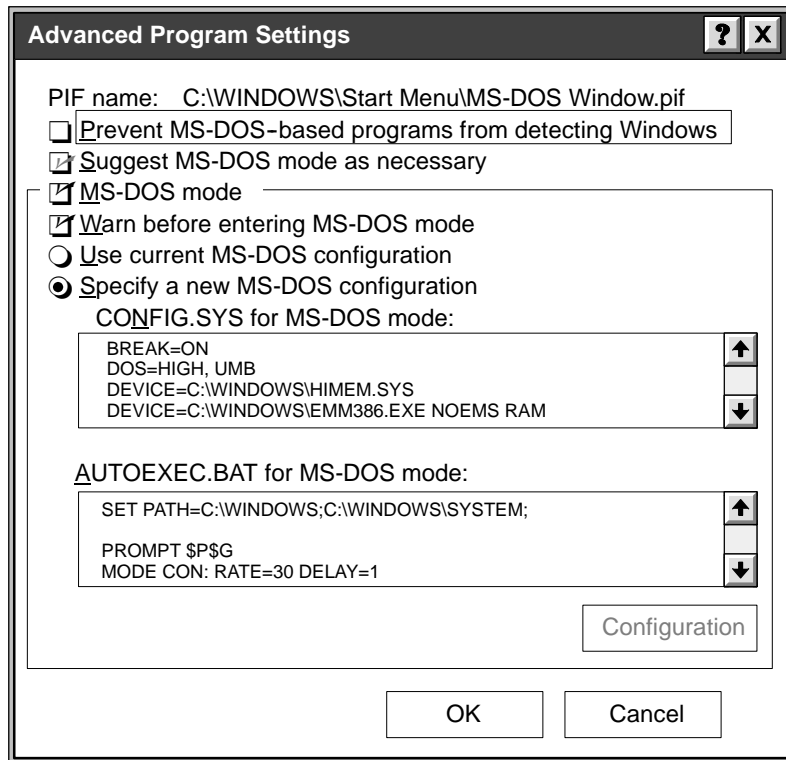 Advanced Program Settings ? X
PIF name: C:\WINDOWS\Start Menu\MS-DOS Window.pif
Prevent MS-DOS-based programs from detecting Windows
Suggest MS-DOS mode as necessary
MS-DOS mode
Warn before entering MS-DOS mode
Use current MS-DOS configuration
Specify a new MS-DOS configuration
CONFIG.SYS for MS-DOS mode:
BREAK=ON
DOS=HIGH, UMB
DEVICE=C:\WINDOWS\HIMEM.SYS
DEVICE=C:\WINDOWS\EMM386.EXE NOEMS RAM
AUTOEXEC.BAT for MS-DOS mode:
SET PATH=C:\WINDOWS;C:\WINDOWS\SYSTEM;
PROMPT $P$G
MODE CON: RATE=30 DELAY=1
Configuration
OK Cancel